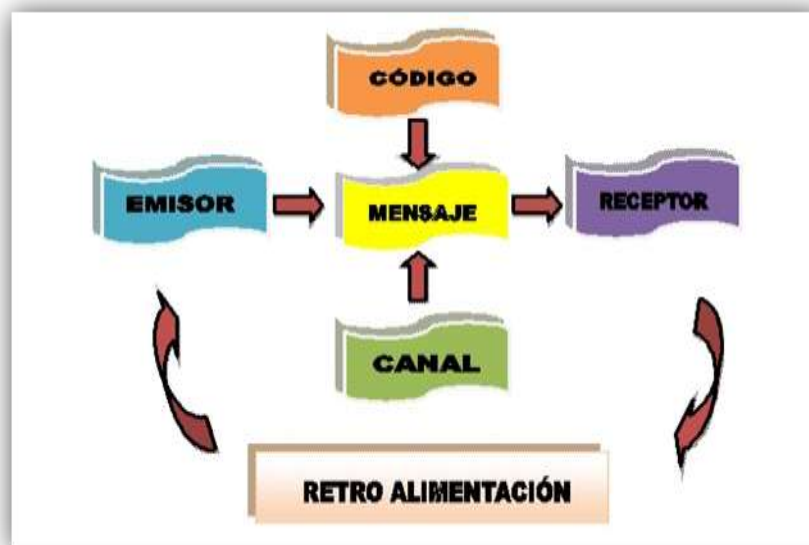 CÓDIGO
EMISOR
MENSAJE
RECEPTOR
CANAL
RETRO ALIMENTACIÓN